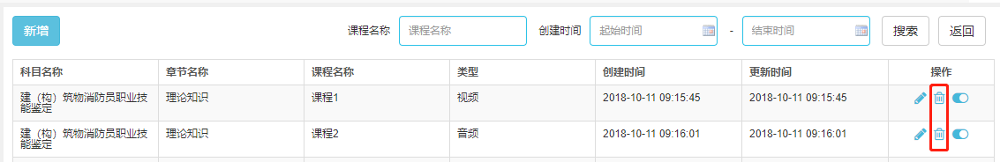 新增 课程名称 课程名称 创建时间 起始时间 - 结束时间 搜索 返回
科目名称 章节名称 课程名称 类型 创建时间 更新时间 操作
建（构）筑物消防员职业技 理论知识 课程1 视频 2018-10-11 09:15:45 2018-10-11 09:15:45
能鉴定
建（构）筑物消防员职业技 理论知识 课程2 音频 2018-10-11 09:16:01 2018-10-11 09:16:01
能鉴定